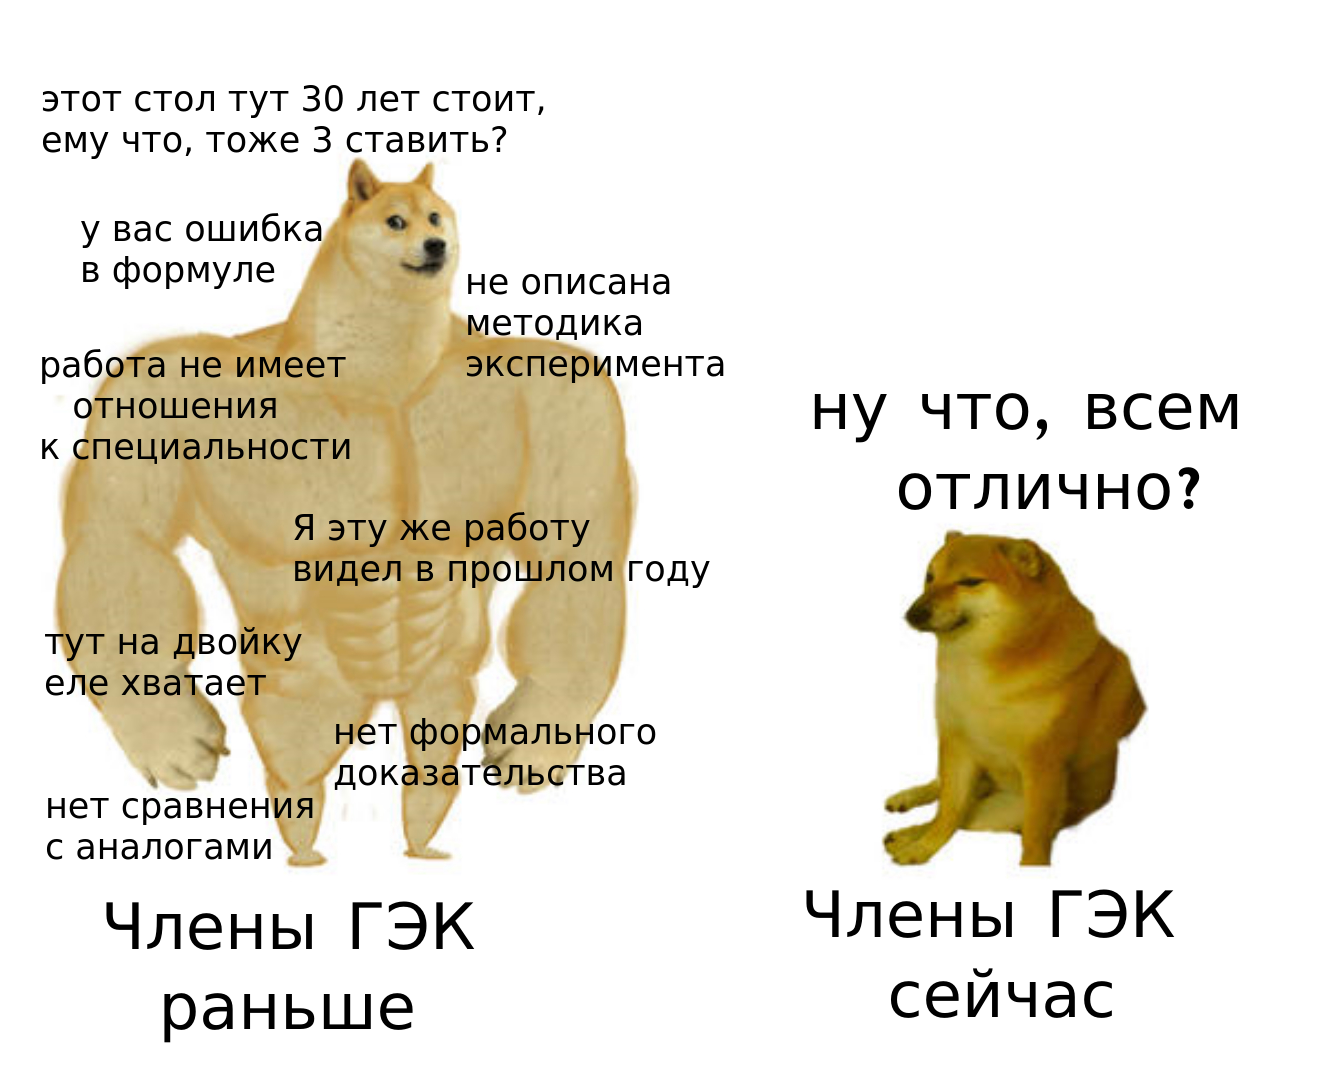 этот стол тут 30 лет стоит,
ему что, тоже 3 ставить?
у вас ошибка
в формуле
не описана
методика
эксперимента
работа не имеет
отношения
к специальности
Я эту же работу
видел в прошлом году
тут на двойку
еле хватает
нет формального
доказательства
нет сравнения
с аналогами
Члены ГЭК
раньше
ну что, всем
отлично?
Члены ГЭК
сейчас